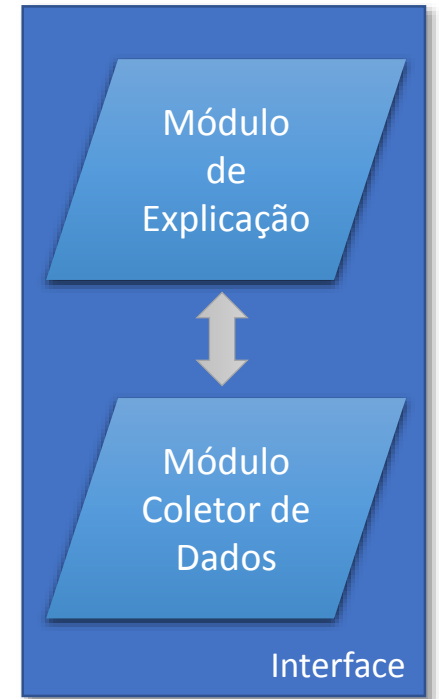 Módulo
de
Explicação
Módulo
Coletor de
Dados
Interface